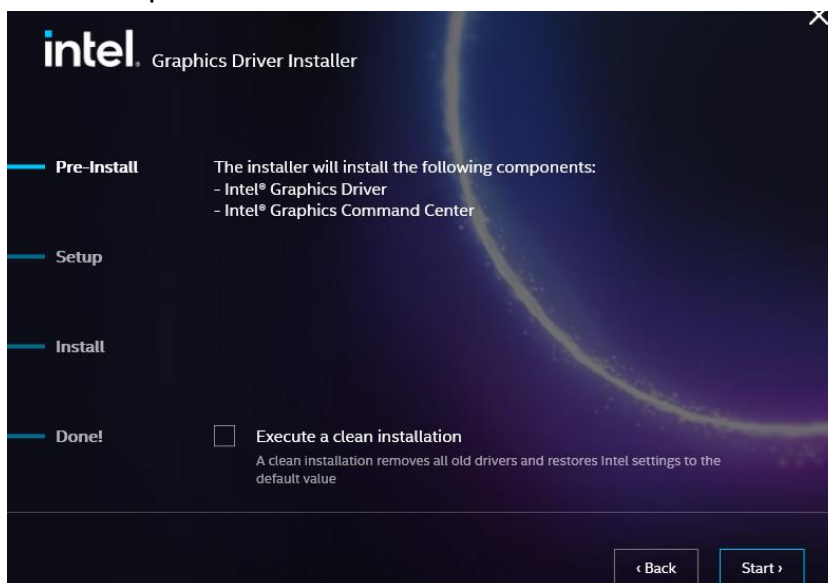 intel. Graphics Driver Installer
Pre-Install
The installer will install the following components:
- Intel® Graphics Driver
- Intel® Graphics Command Center
Setup
Install
Done!
Execute a clean installation
A clean installation removes all old drivers and restores Intel settings to the
default value
‹ Back
Start ›